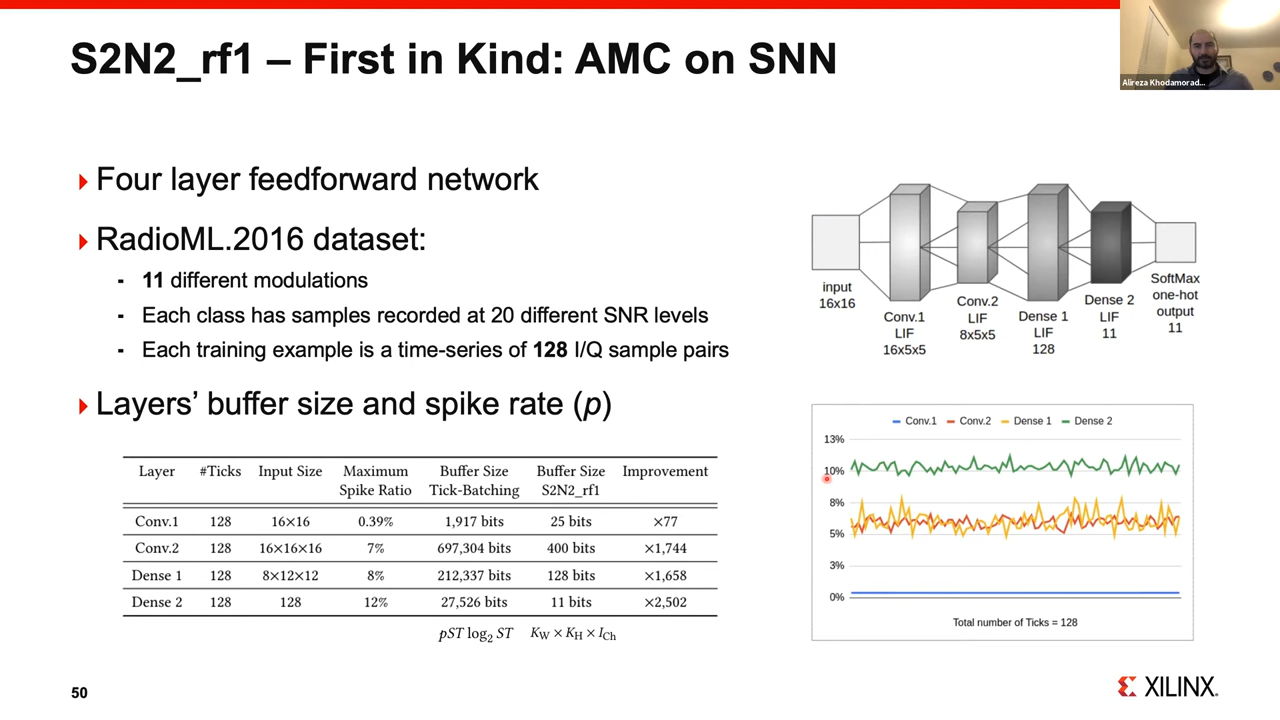 S2N2_rf1 – First in Kind: AMC on SNN
Alireza Khodamorad...
Four layer feedforward network
RadioML.2016 dataset:
- 11 different modulations
- Each class has samples recorded at 20 different SNR levels
- Each training example is a time-series of 128 I/Q sample pairs
Layers’ buffer size and spike rate (p)
Layer #Ticks Input Size Maximum Spike Ratio Buffer Size Tick-Batching Buffer Size S2N2_rf1 Improvement
Conv.1 128 16×16 0.39% 1,917 bits 25 bits ×77
Conv.2 128 16×16×16 7% 697,304 bits 400 bits ×1,744
Dense 1 128 8×12×12 8% 212,337 bits 128 bits ×1,658
Dense 2 128 128 12% 27,526 bits 11 bits ×2,502
pST log₂ ST K_W × K_H × I_Ch
input
16x16
Conv.1
LIF
16x5x5
Conv.2
LIF
8x5x5
Dense 1
LIF
128
Dense 2
LIF
11
SoftMax
one-hot
output
11
Conv.1 Conv.2 Dense 1 Dense 2
13%
10%
8%
5%
3%
0%
Total number of Ticks = 128
50
XILINX.